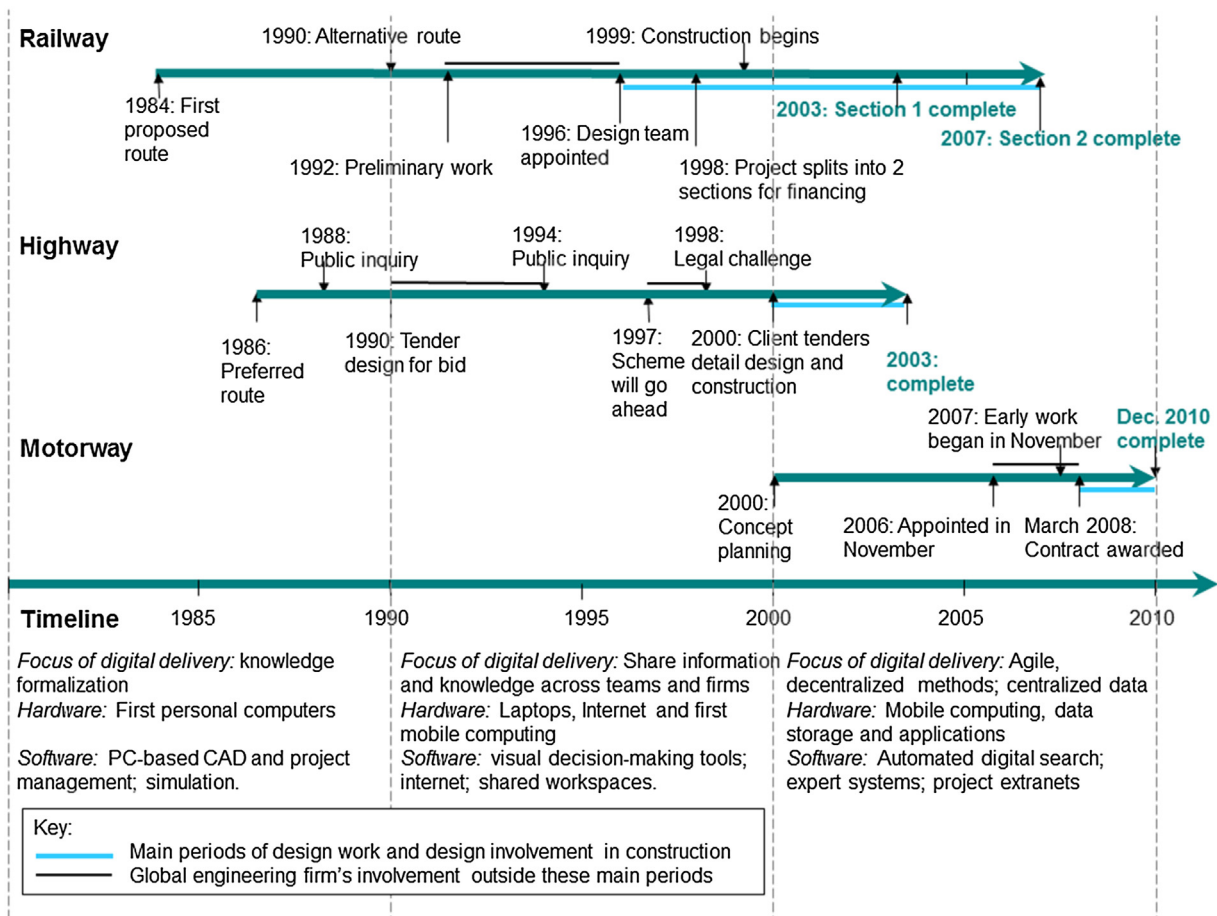 Railway
1990: Alternative route
1999: Construction begins
1984: First
proposed
route
1992: Preliminary work
1996: Design team
appointed
1998: Project splits into 2
sections for financing
2003: Section 1 complete
2007: Section 2 complete
Highway
1988:
Public inquiry
1994:
Public inquiry
1998:
Legal challenge
1986:
Preferred
route
1990: Tender
design for bid
1997:
Scheme
will go
ahead
2000: Client tenders
detail design and
construction
2003:
complete
Motorway
2007: Early work
began in November
Dec. 2010
complete
2000:
Concept
planning
2006: Appointed in
November
March 2008:
Contract awarded
Timeline
1985
1990
1995
2000
2005
2010
Focus of digital delivery: knowledge
formalization
Hardware: First personal computers
Software: PC-based CAD and project
management; simulation.
Focus of digital delivery: Share information
and knowledge across teams and firms
Hardware: Laptops, Internet and first
mobile computing
Software: visual decision-making tools;
internet; shared workspaces.
Focus of digital delivery: Agile,
decentralized methods; centralized data
Hardware: Mobile computing, data
storage and applications
Software: Automated digital search;
expert systems; project extranets
Key:
Main periods of design work and design involvement in construction
Global engineering firm's involvement outside these main periods